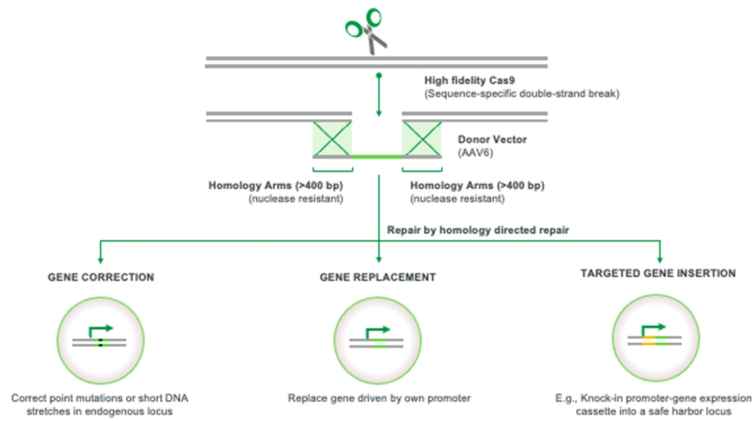 High fidelity Cas9
(Sequence-specific double-strand break)
Donor Vector
(AAV6)
Homology Arms (>400 bp)
(nuclease resistant)
Homology Arms (>400 bp)
(nuclease resistant)
Repair by homology directed repair
GENE CORRECTION
GENE REPLACEMENT
TARGETED GENE INSERTION
Correct point mutations or short DNA
stretches in endogenous locus
Replace gene driven by own promoter
E.g., Knock-in promoter-gene expression
cassette into a safe harbor locus